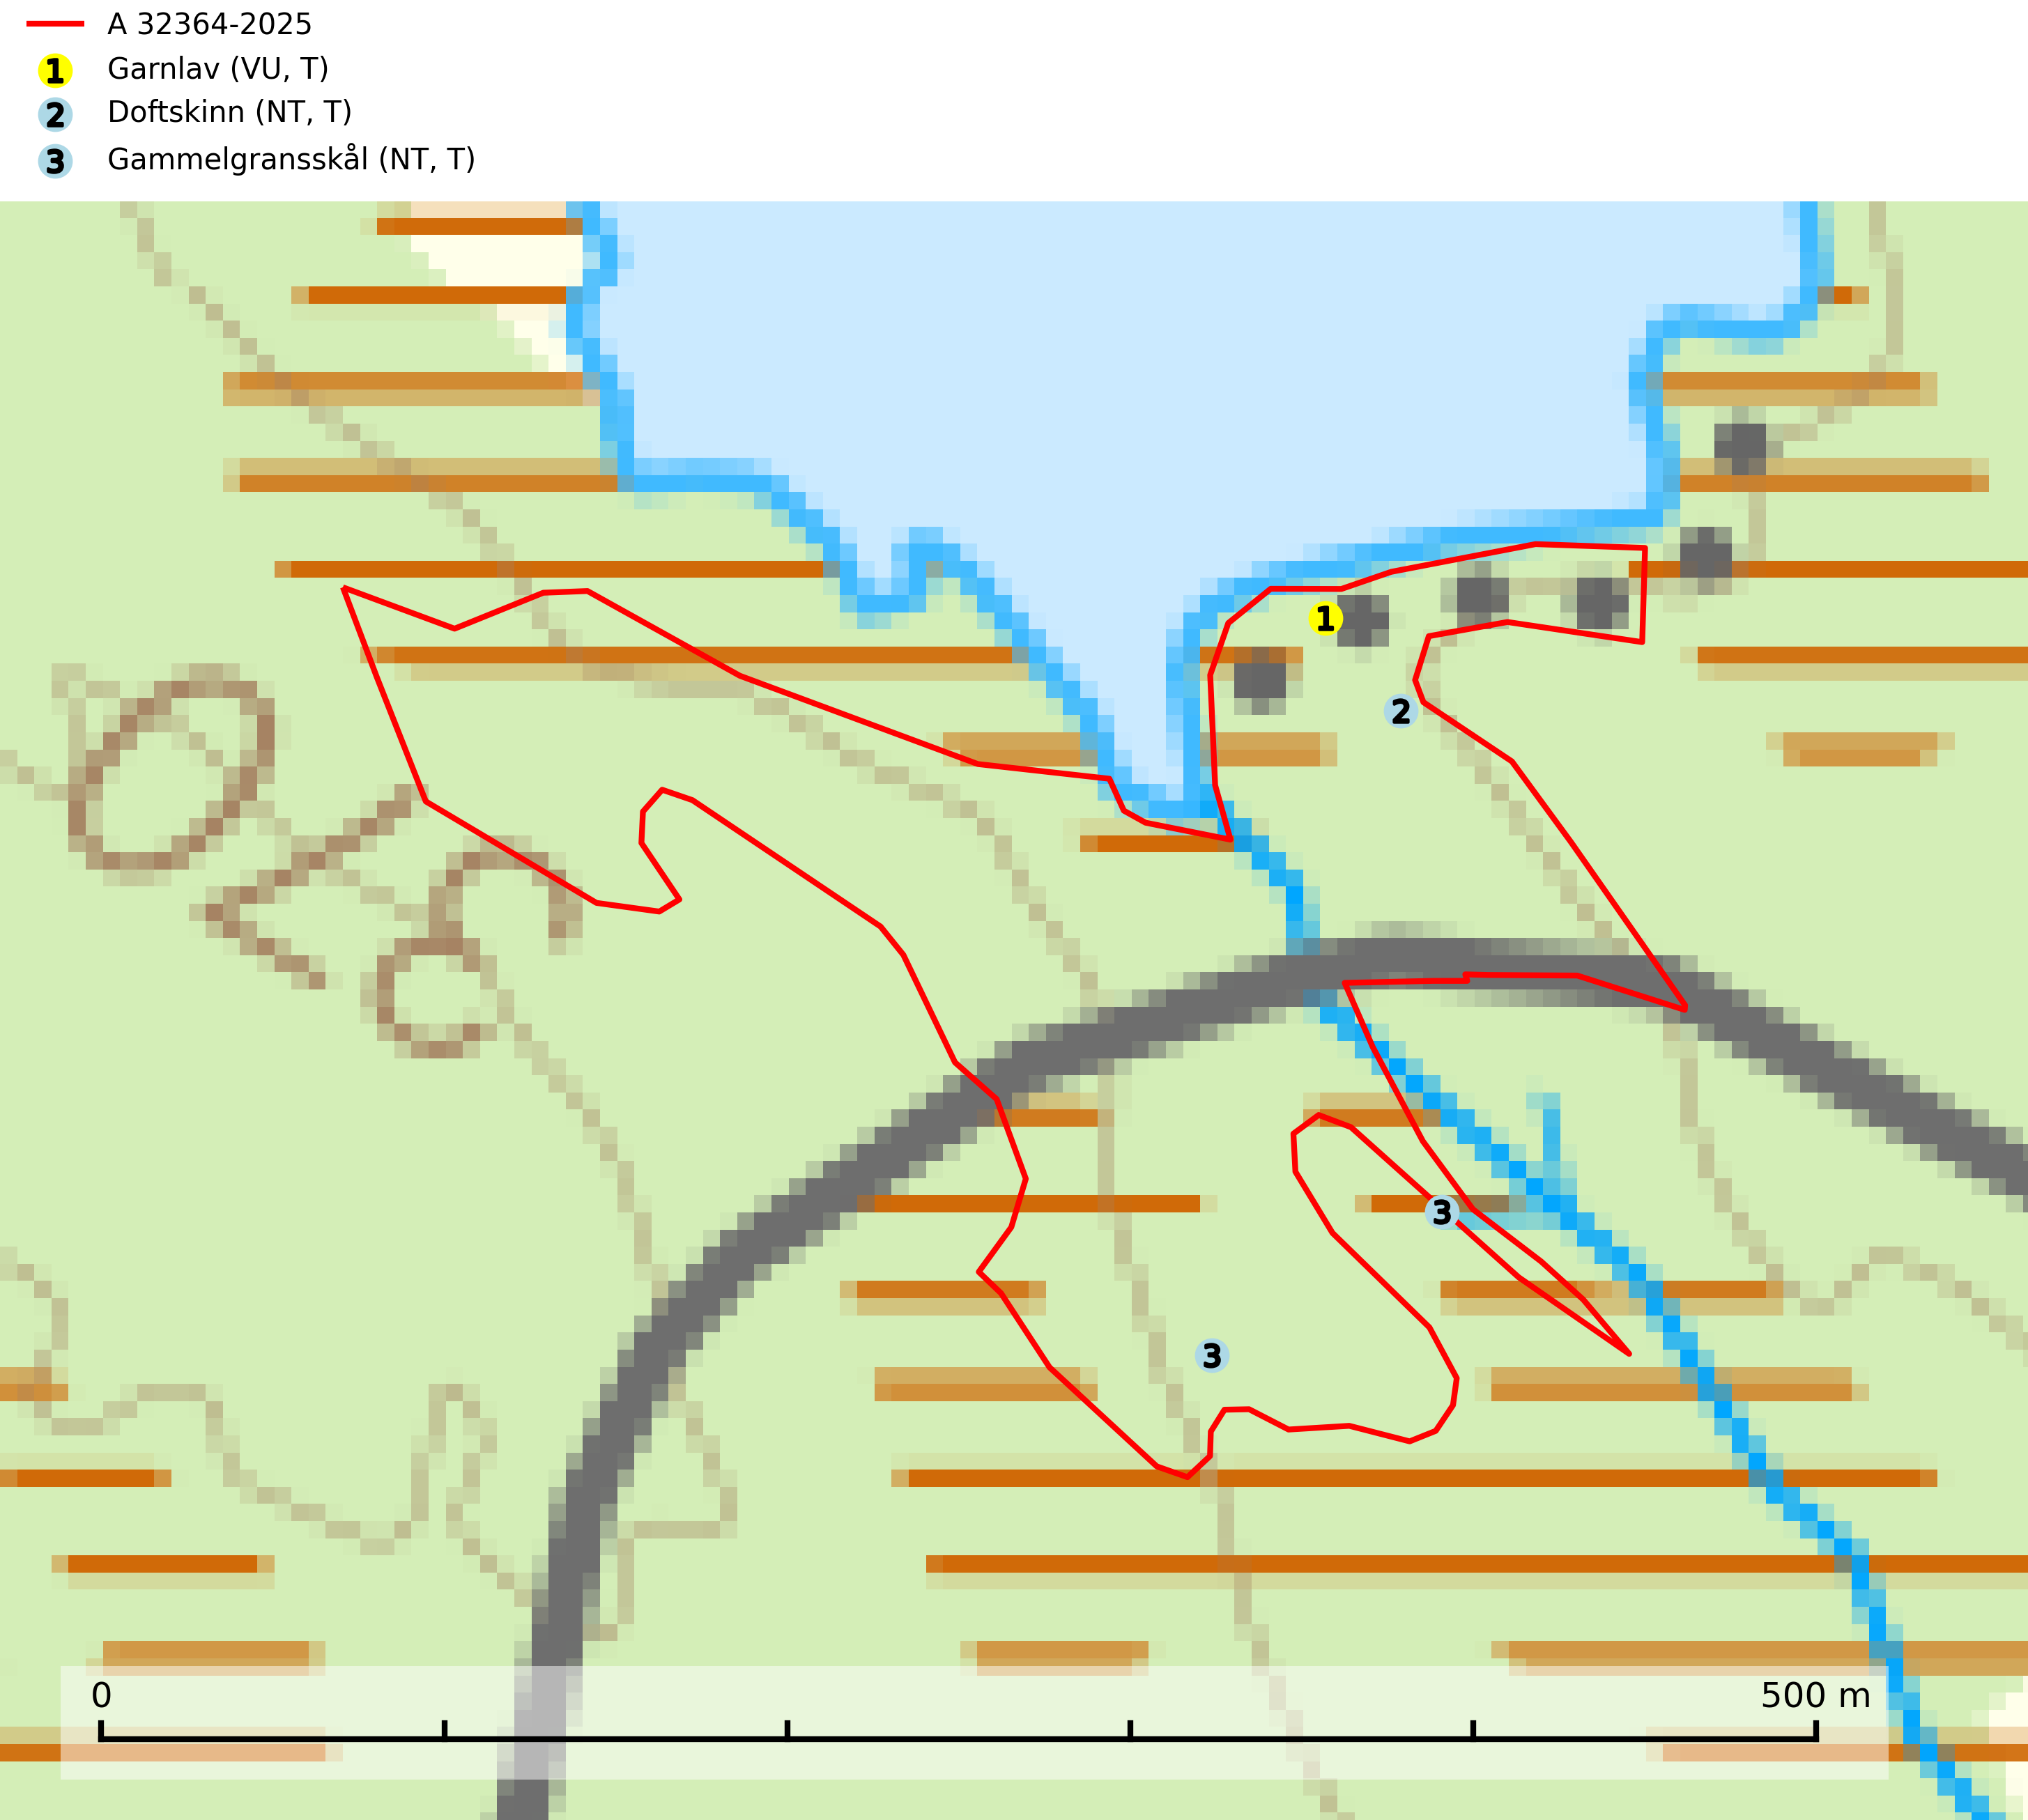 A 32364-2025
1 Garnlav (VU, T)
2 Doftskinn (NT, T)
3 Gammelgransskål (NT, T)
1
2
3
3
0 500 m